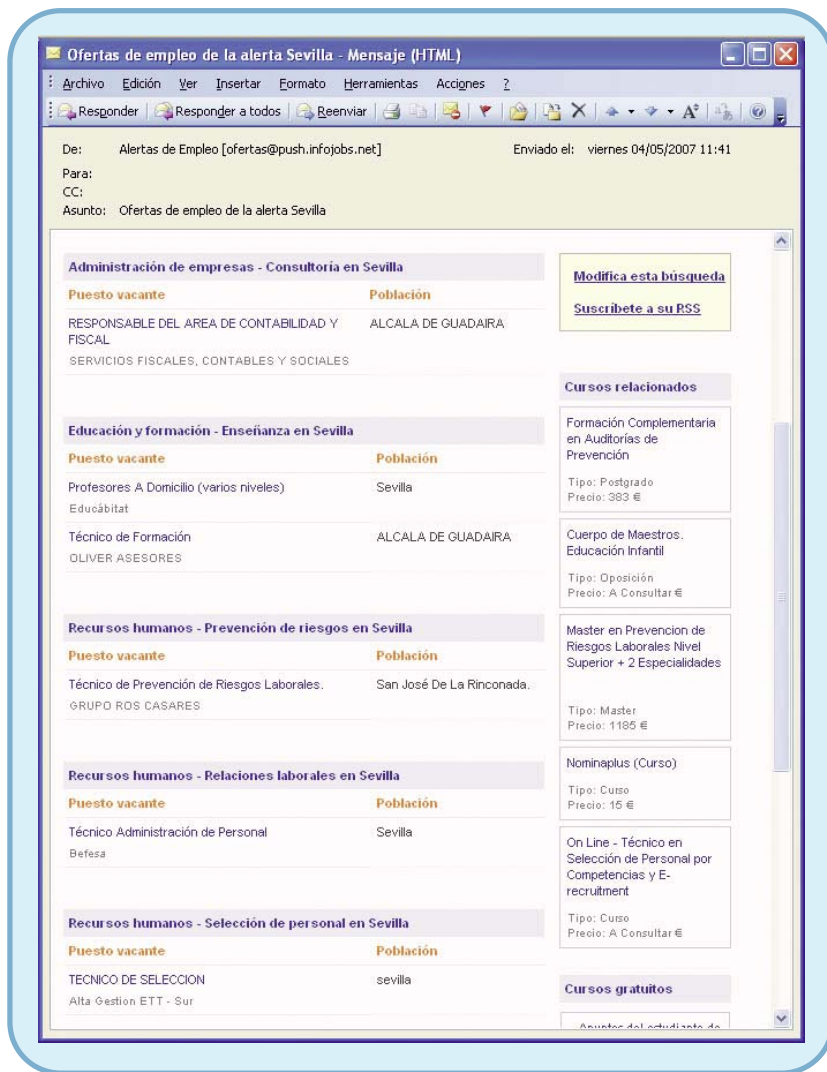 Ofertas de empleo de la alerta Sevilla - Mensaje (HTML)
Archivo Edición Ver Insertar Formato Herramientas Acciones ?
Responder Responder a todos Reenviar
De: Alertas de Empleo [ofertas@push.infojobs.net] Enviado el: viernes 04/05/2007 11:41
Para:
CC:
Asunto: Ofertas de empleo de la alerta Sevilla
Administración de empresas - Consultoría en Sevilla
Puesto vacante Población
RESPONSABLE DEL AREA DE CONTABILIDAD Y ALCALA DE GUADAIRA
FISCAL
SERVICIOS FISCALES, CONTABLES Y SOCIALES
Educación y formación - Enseñanza en Sevilla
Puesto vacante Población
Profesores A Domicilio (varios niveles) Sevilla
Educábitat
Técnico de Formación ALCALA DE GUADAIRA
OLIVER ASESORES
Recursos humanos - Prevención de riesgos en Sevilla
Puesto vacante Población
Técnico de Prevención de Riesgos Laborales. San José De La Rinconada.
GRUPO ROS CASARES
Recursos humanos - Relaciones laborales en Sevilla
Puesto vacante Población
Técnico Administración de Personal Sevilla
Befesa
Recursos humanos - Selección de personal en Sevilla
Puesto vacante Población
TECNICO DE SELECCION sevilla
Alta Gestion ETT - Sur
Modifica esta búsqueda
Suscríbete a su RSS
Cursos relacionados
Formación Complementaria
en Auditorías de
Prevención
Tipo: Postgrado
Precio: 383 €
Cuerpo de Maestros.
Educación Infantil
Tipo: Oposición
Precio: A Consultar €
Master en Prevencion de
Riesgos Laborales Nivel
Superior + 2 Especialidades
Tipo: Master
Precio: 1185 €
Nominaplus (Curso)
Tipo: Curso
Precio: 15 €
On Line - Técnico en
Selección de Personal por
Competencias y E-
recruitment
Tipo: Curso
Precio: A Consultar €
Cursos gratuitos